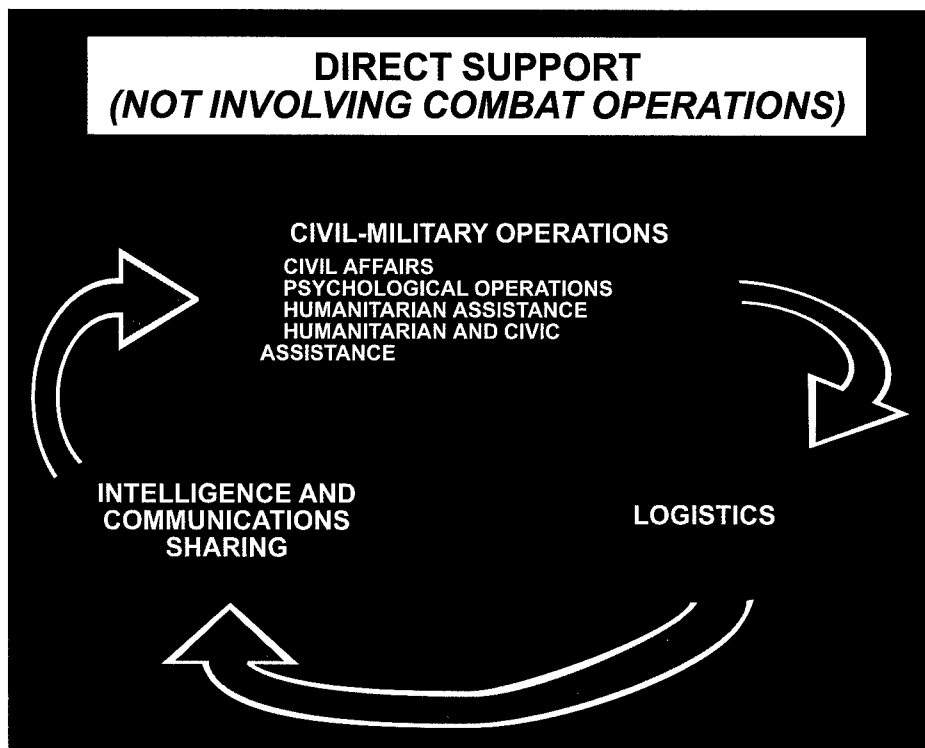 DIRECT SUPPORT
(NOT INVOLVING COMBAT OPERATIONS)
CIVIL-MILITARY OPERATIONS
CIVIL AFFAIRS
PSYCHOLOGICAL OPERATIONS
HUMANITARIAN ASSISTANCE
HUMANITARIAN AND CIVIC
ASSISTANCE
INTELLIGENCE AND
COMMUNICATIONS
SHARING
LOGISTICS